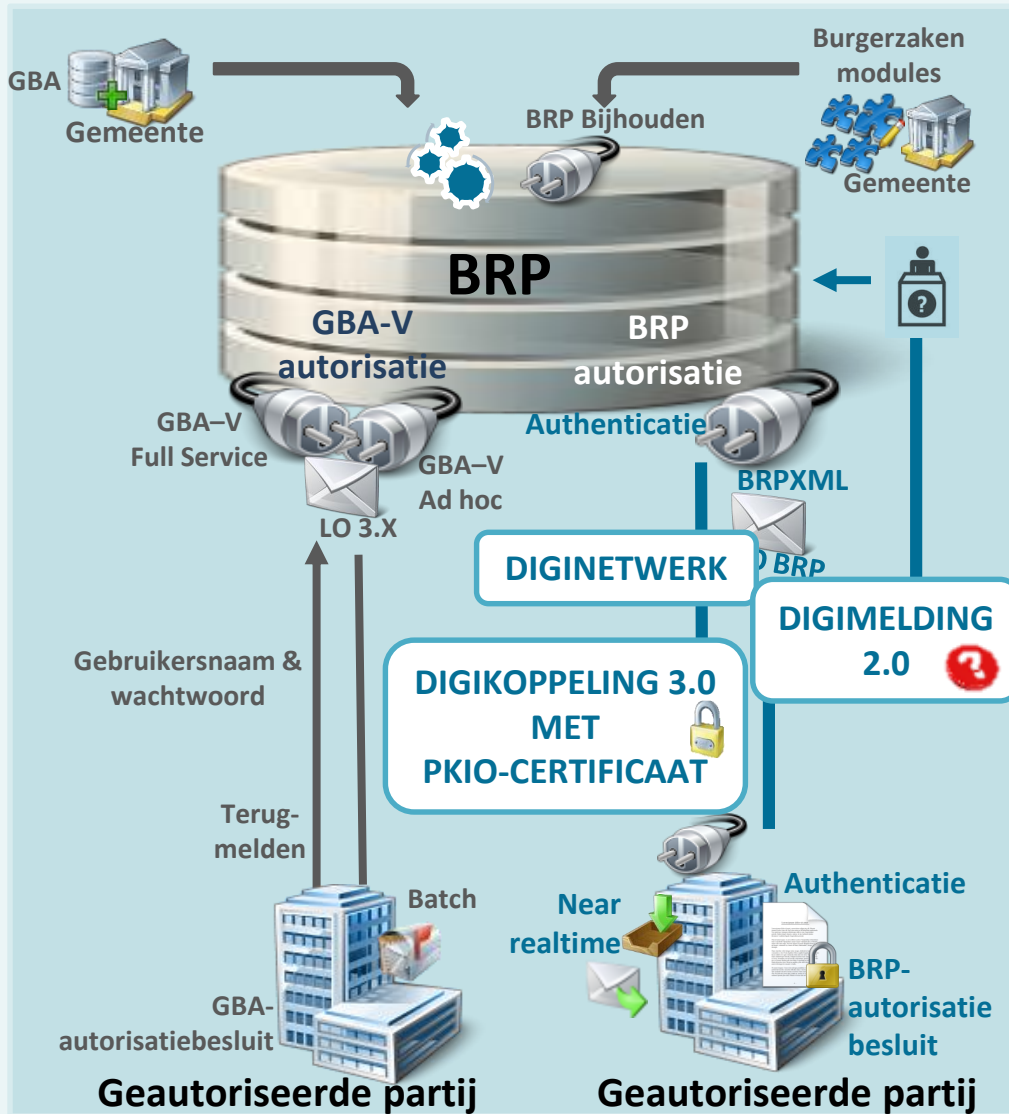 GBA
Gemeente
BRP Bijhouden
Burgerzaken
modules
Gemeente
BRP
GBA-V
autorisatie
BRP
autorisatie
?
GBA–V
Full Service
GBA–V
Ad hoc
LO 3.X
Authenticatie
BRPXML
BRP
DIGINETWERK
DIGIMELDING
2.0
?
Gebruikersnaam &
wachtwoord
DIGIKOPPELING 3.0
MET
PKIO-CERTIFICAAT
Terug-
melden
Batch
GBA-
autorisatiebesluit
Geautoriseerde partij
Near
realtime
Authenticatie
BRP-
autorisatie
besluit
Geautoriseerde partij